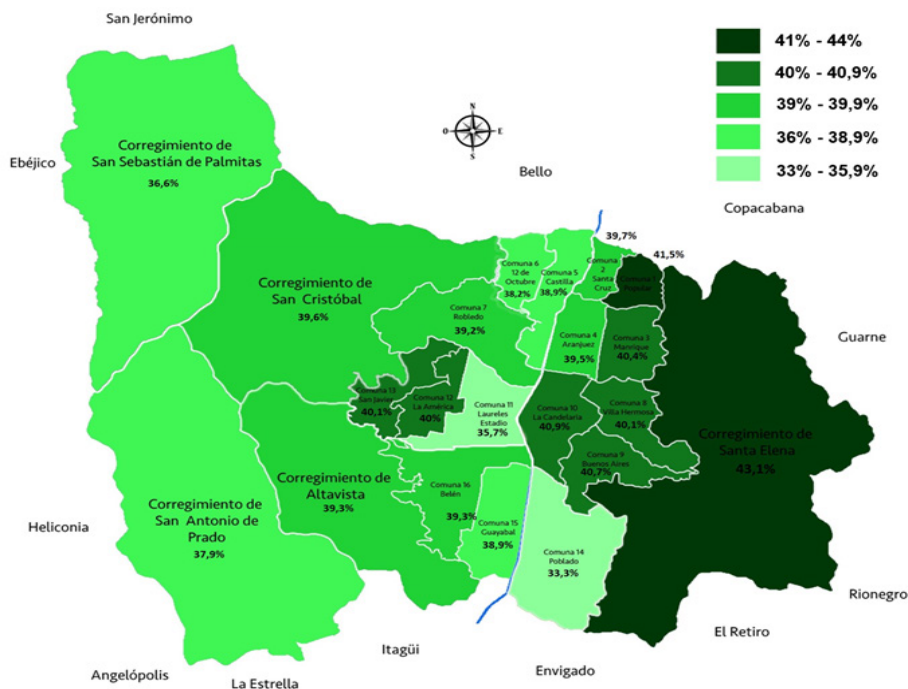 San Jerónimo
41% - 44%
40% - 40,9%
39% - 39,9%
36% - 38,9%
33% - 35,9%
N
O
E
S
Ebéjico
Corregimiento de
San Sebastián de Palmitas
36,6%
Bello
Copacabana
39,7%
41,5%
Comuna 6
12 de
Octubre
38,2%
Comuna 5
Castilla
38,9%
Comuna
2
Santa
Cruz
Comuna 1
Popular
Corregimiento de
San Cristóbal
39,6%
Comuna 7
Robledo
39,2%
Comuna 4
Aranjuez
39,5%
Comuna 3
Manrique
40,4%
Guarne
Comuna 13
San Javier
40,1%
Comuna 12
La América
40%
Comuna 11
Laureles
Estadio
35,7%
Comuna 10
La Candelaria
40,9%
Comuna 8
Villa Hermosa
40,1%
Corregimiento de
Santa Elena
43,1%
Comuna 9
Buenos Aires
40,7%
Corregimiento de
Altavista
39,3%
Comuna 16
Belén
39,3%
Comuna 15
Guayabal
38,9%
Comuna 14
Poblado
33,3%
Heliconia
Corregimiento de
San Antonio de
Prado
37,9%
Rionegro
El Retiro
Itagüi
Envigado
Angelópolis
La Estrella